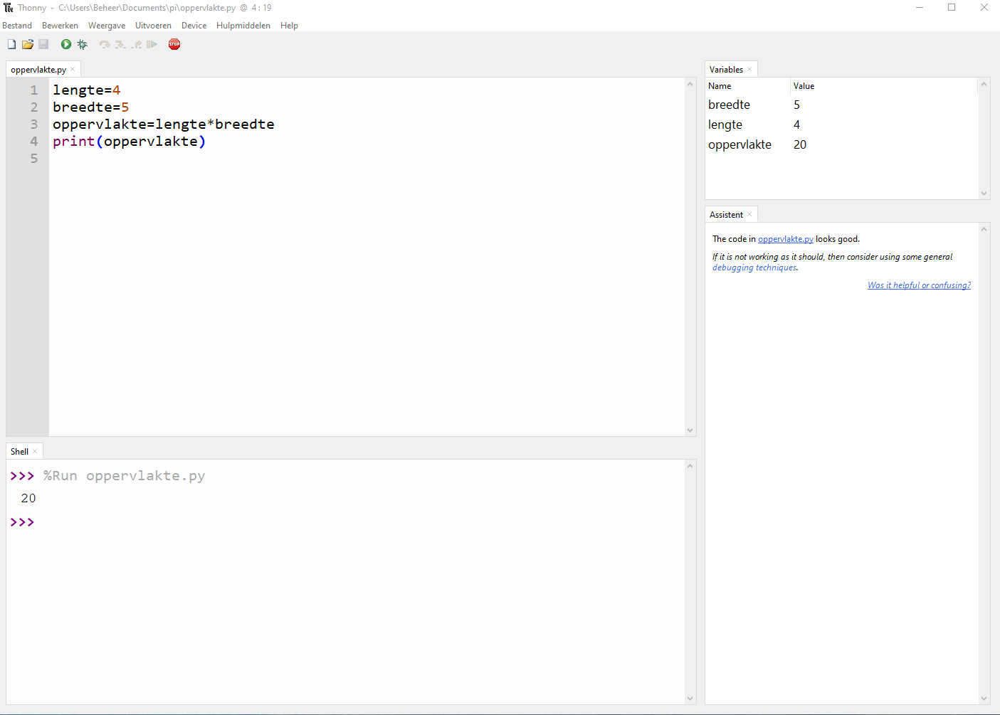 Thonny - C:\Users\Beheer\Documents\pi\oppervlakte.py @ 4 : 19
Bestand Bewerken Weergave Uitvoeren Device Hulpmiddelen Help
STOP
oppervlakte.py ×
1 lengte=4
2 breedte=5
3 oppervlakte=lengte*breedte
4 print(oppervlakte)
5
Shell ×
>>> %Run oppervlakte.py
20
>>>
Variables ×
Name Value
breedte 5
lengte 4
oppervlakte 20
Assistent ×
The code in oppervlakte.py looks good.
If it is not working as it should, then consider using some general
debugging techniques.
Was it helpful or confusing?